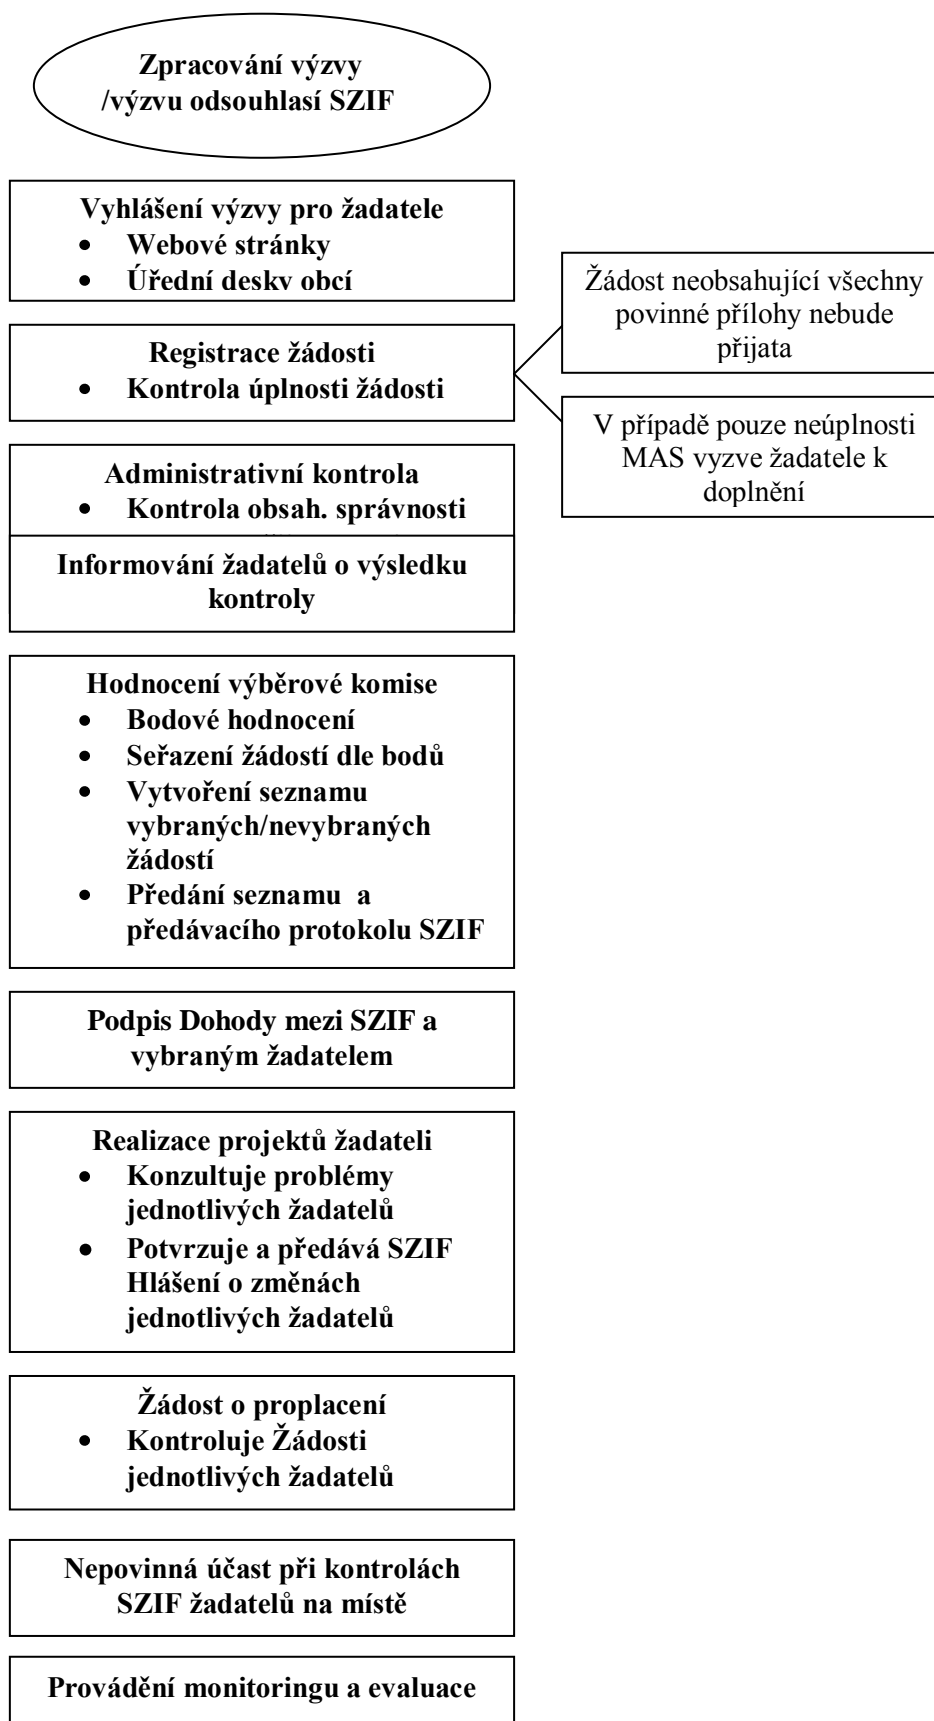 Zpracování výzvy
/výzvu odsouhlasí SZIF
Vyhlášení výzvy pro žadatele
• Webové stránky
• Úřední desky obcí
Žádost neobsahující všechny
povinné přílohy nebude
přijata
Registrace žádosti
• Kontrola úplnosti žádosti
V případě pouze neúplnosti
MAS vyzve žadatele k
doplnění
Administrativní kontrola
• Kontrola obsah. správnosti
Informování žadatelů o výsledku
kontroly
Hodnocení výběrové komise
• Bodové hodnocení
• Seřazení žádostí dle bodů
• Vytvoření seznamu
vybraných/nevybraných
žádostí
• Předání seznamu a
předávacího protokolu SZIF
Podpis Dohody mezi SZIF a
vybraným žadatelem
Realizace projektů žadateli
• Konzultuje problémy
jednotlivých žadatelů
• Potvrzuje a předává SZIF
Hlášení o změnách
jednotlivých žadatelů
Žádost o proplacení
• Kontroluje Žádosti
jednotlivých žadatelů
Nepovinná účast při kontrolách
SZIF žadatelů na místě
Provádění monitoringu a evaluace